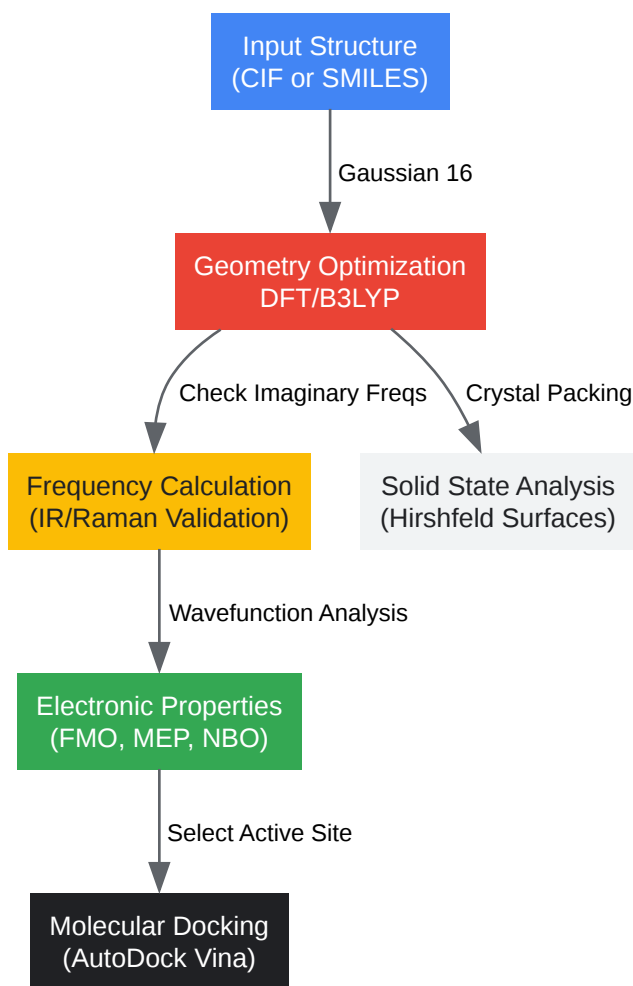 Input Structure
(CIF or SMILES)
Gaussian 16
Geometry Optimization
DFT/B3LYP
Check Imaginary Freqs
Crystal Packing
Frequency Calculation
(IR/Raman Validation)
Solid State Analysis
(Hirshfeld Surfaces)
Wavefunction Analysis
Electronic Properties
(FMO, MEP, NBO)
Select Active Site
Molecular Docking
(AutoDock Vina)